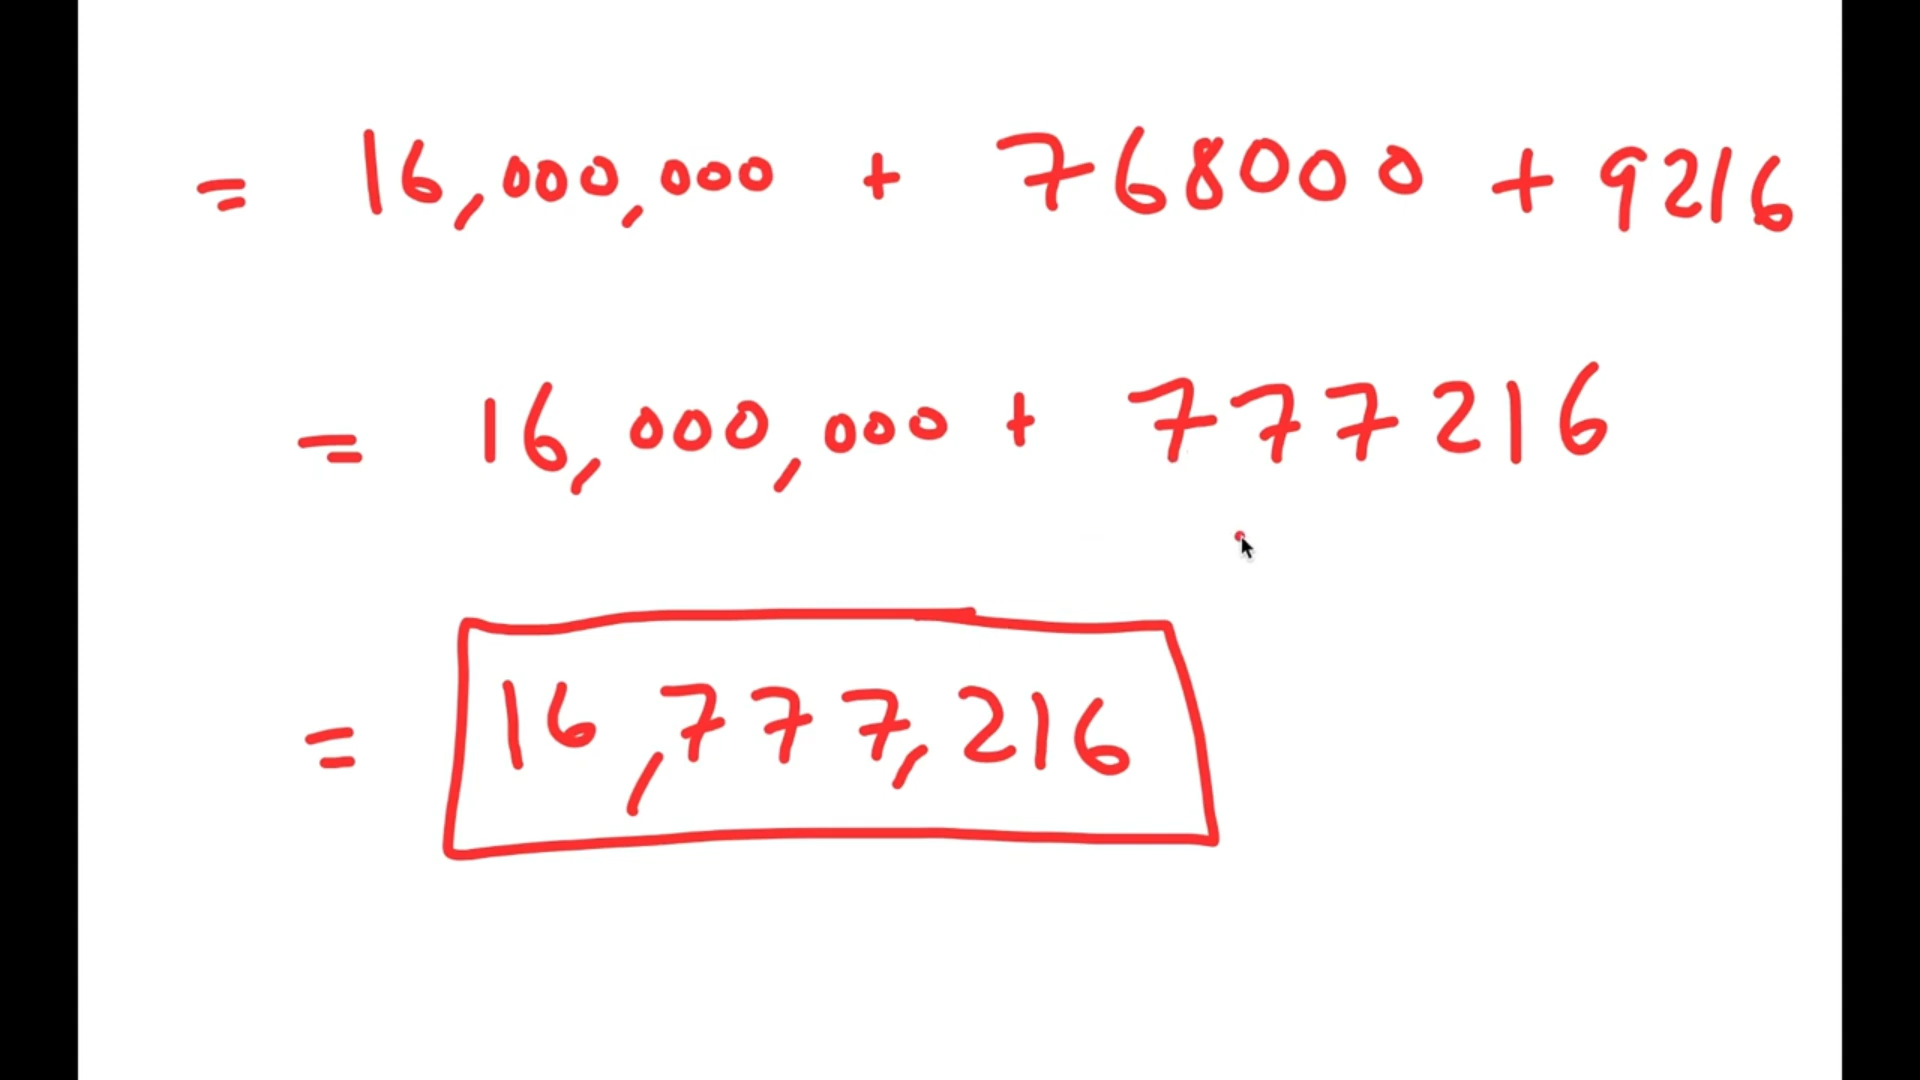 = 16,000,000 + 768000 + 9216
= 16,000,000 + 777216
= 16,777,216